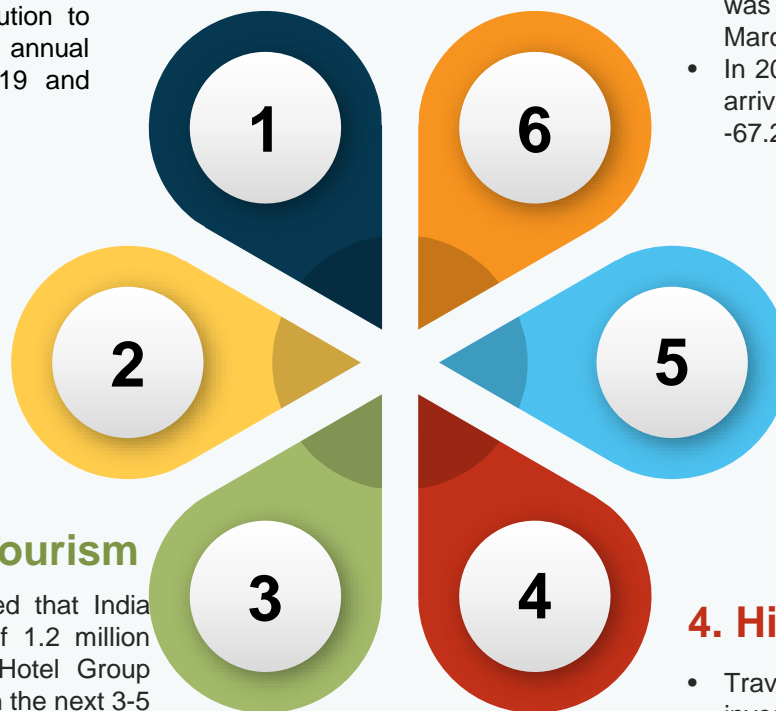 ution to
annual
19 and
was
Marc
• In 20
arriv
-67.2
1
6
2
5
3
4
ourism
ed that India
f 1.2 million
Hotel Group
n the next 3-5
4. Hi
• Trav